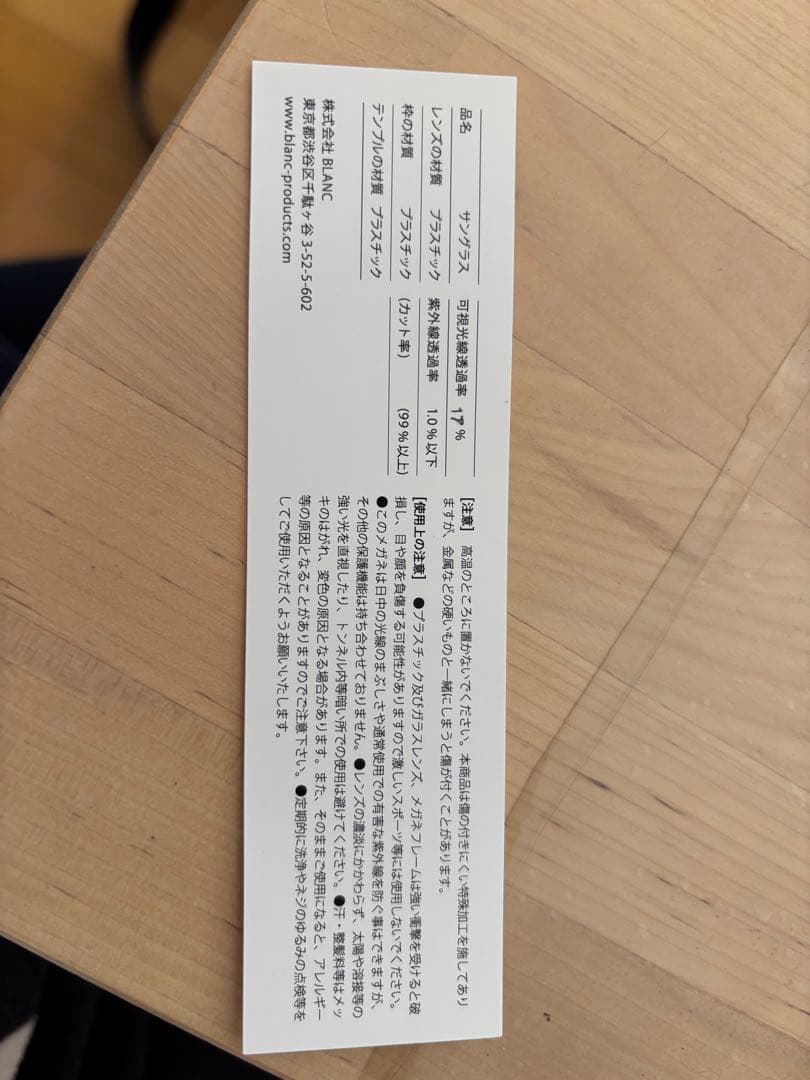 品名 サングラス
レンズの材質 プラスチック
枠の材質 プラスチック
テンプルの材質 プラスチック
株式会社 BLANC
東京都渋谷区千駄ヶ谷 3-52-5-602
www.blanc-products.com
可視光線透過率 17 %
紫外線透過率 1.0 % 以下
(カット率) (99 % 以上)
[注意] 高温のところに置かないでください。本商品は傷の付きにくい特殊加工を施してあり
ますが、金属などの硬いものと一緒にしまうと傷が付くことがあります。
[使用上の注意] ●プラスチック及びガラスレンズ、メガネフレームは強い衝撃を受けると破
損し、目や顔を負傷する可能性がありますので激しいスポーツ等には使用しないでください。
●このメガネは日中の光線のまぶしさや通常使用での有害な紫外線を防ぐ事はできますが、
その他の保護機能は持ち合わせておりません。●レンズの濃淡にかかわらず、太陽や溶接等の
強い光を直視したり、トンネル内等暗い所での使用は避けてください。●汗・整髪料等はメッ
キのはがれ、変色の原因となる場合があります。また、そのままご使用になると、アレルギー
等の原因となることがありますのでご注意下さい。●定期的に洗浄やネジのゆるみの点検等を
してご使用いただくようお願いいたします。